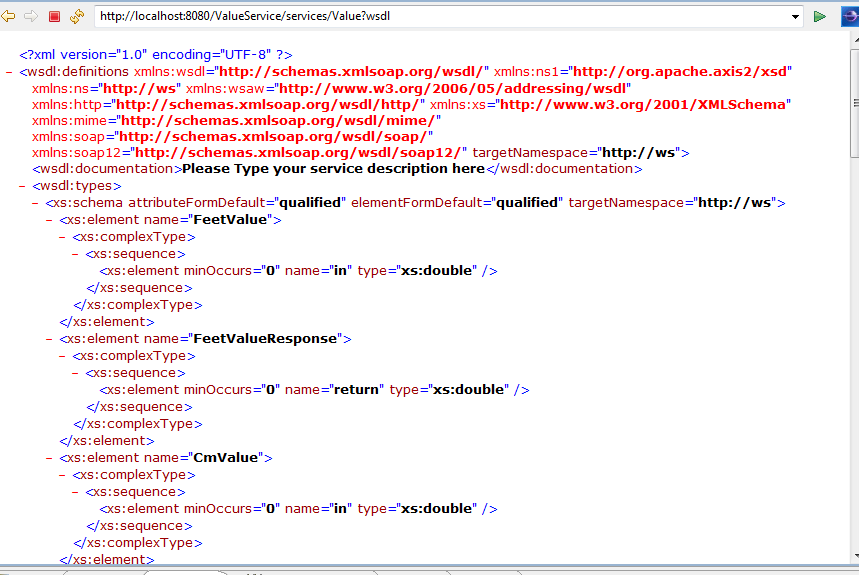 http://localhost:8080/ValueService/services/Value?wsdl
<?xml version="1.0" encoding="UTF-8" ?>
- <wsdl:definitions xmlns:wsdl="http://schemas.xmlsoap.org/wsdl/" xmlns:ns1="http://org.apache.axis2/xsd"
xmlns:ns="http://ws" xmlns:wsaw="http://www.w3.org/2006/05/addressing/wsdl"
xmlns:http="http://schemas.xmlsoap.org/wsdl/http/" xmlns:xs="http://www.w3.org/2001/XMLSchema"
xmlns:mime="http://schemas.xmlsoap.org/wsdl/mime/"
xmlns:soap="http://schemas.xmlsoap.org/wsdl/soap/"
xmlns:soap12="http://schemas.xmlsoap.org/wsdl/soap12/" targetNamespace="http://ws">
<wsdl:documentation>Please Type your service description here</wsdl:documentation>
- <wsdl:types>
- <xs:schema attributeFormDefault="qualified" elementFormDefault="qualified" targetNamespace="http://ws">
- <xs:element name="FeetValue">
- <xs:complexType>
- <xs:sequence>
<xs:element minOccurs="0" name="in" type="xs:double" />
</xs:sequence>
</xs:complexType>
</xs:element>
- <xs:element name="FeetValueResponse">
- <xs:complexType>
- <xs:sequence>
<xs:element minOccurs="0" name="return" type="xs:double" />
</xs:sequence>
</xs:complexType>
</xs:element>
- <xs:element name="CmValue">
- <xs:complexType>
- <xs:sequence>
<xs:element minOccurs="0" name="in" type="xs:double" />
</xs:sequence>
</xs:complexType>
</xs:element>